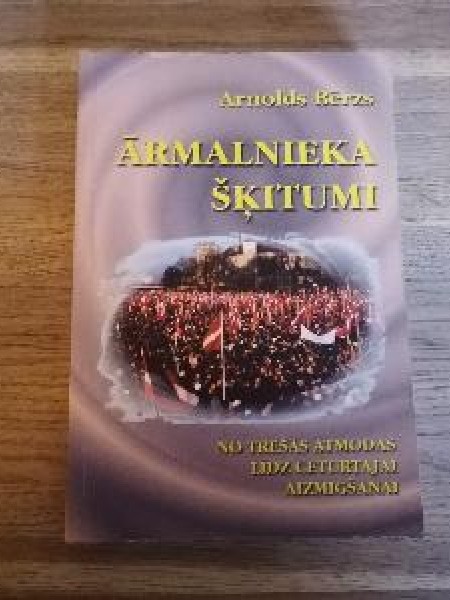 Arnolds Bērzs
ĀRMALNIEKA
ŠĶITUMI
NO TREŠĀS ATMODAS
LĪDZ CETURTAJAI
AIZMIGŠANAI